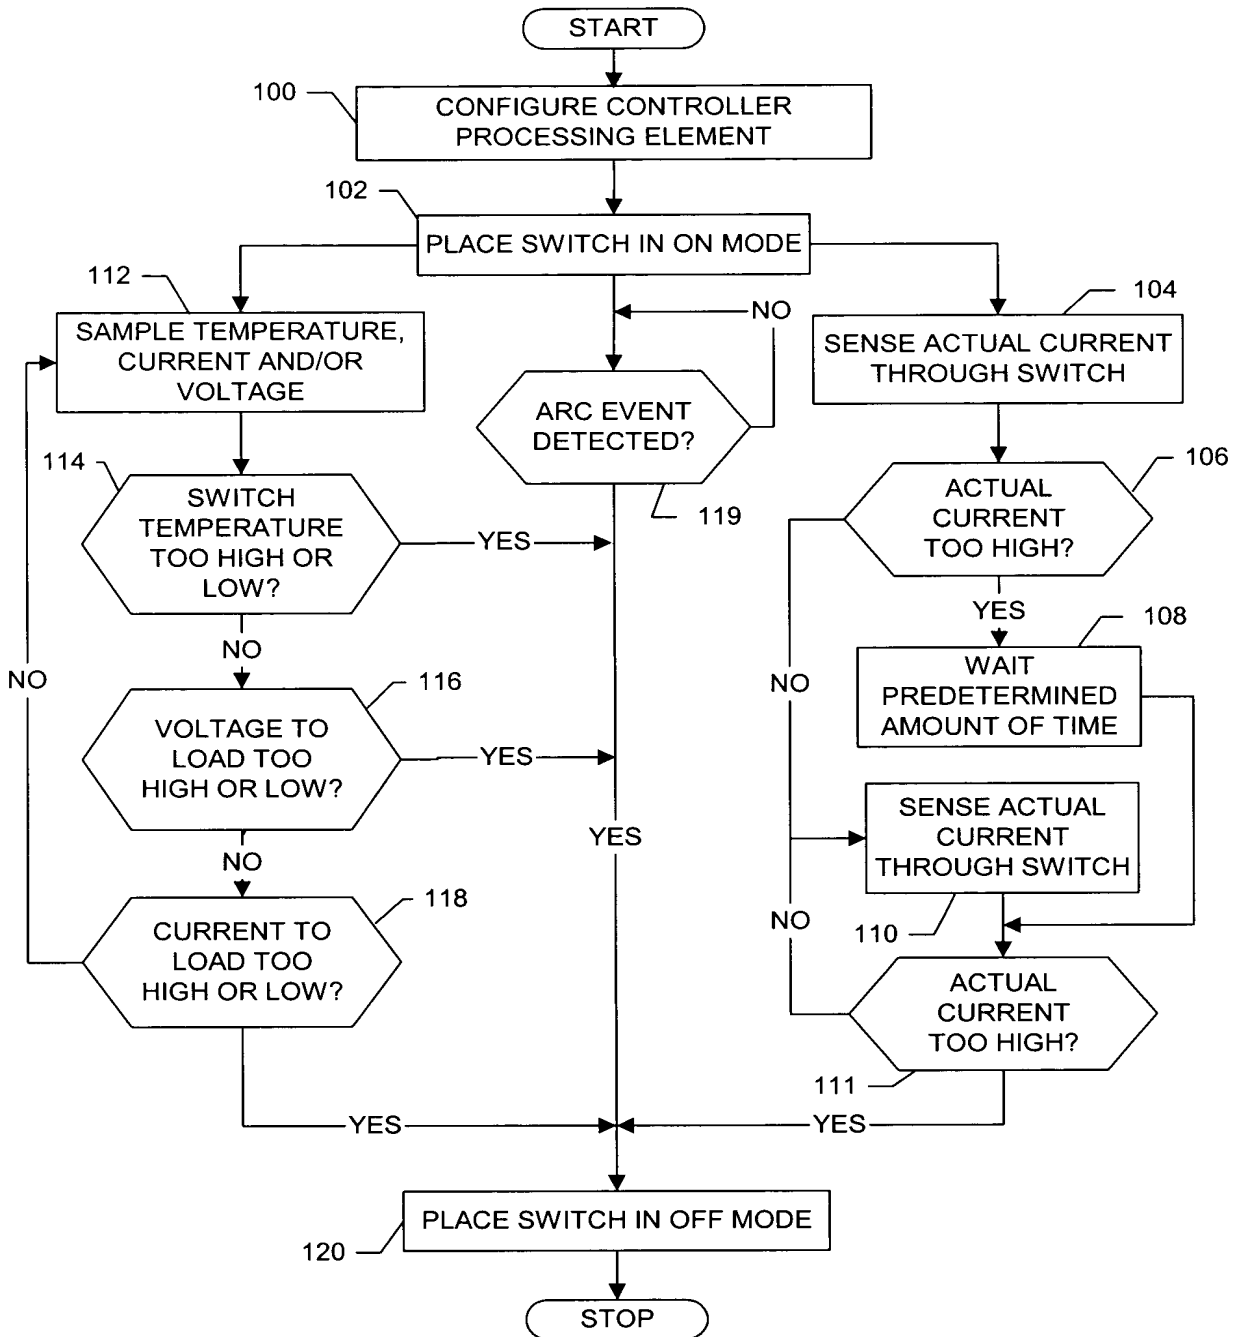 START
100
CONFIGURE CONTROLLER
PROCESSING ELEMENT
102
PLACE SWITCH IN ON MODE
112
SAMPLE TEMPERATURE,
CURRENT AND/OR
VOLTAGE
NO
ARC EVENT
DETECTED?
119
104
SENSE ACTUAL CURRENT
THROUGH SWITCH
114
SWITCH
TEMPERATURE
TOO HIGH OR
LOW?
YES
NO
NO
116
VOLTAGE TO
LOAD TOO
HIGH OR LOW?
YES
NO
118
CURRENT TO
LOAD TOO
HIGH OR LOW?
YES
YES
106
ACTUAL
CURRENT
TOO HIGH?
YES
NO
108
WAIT
PREDETERMINED
AMOUNT OF TIME
SENSE ACTUAL
CURRENT
THROUGH SWITCH
110
NO
ACTUAL
CURRENT
TOO HIGH?
111
YES
PLACE SWITCH IN OFF MODE
120
STOP